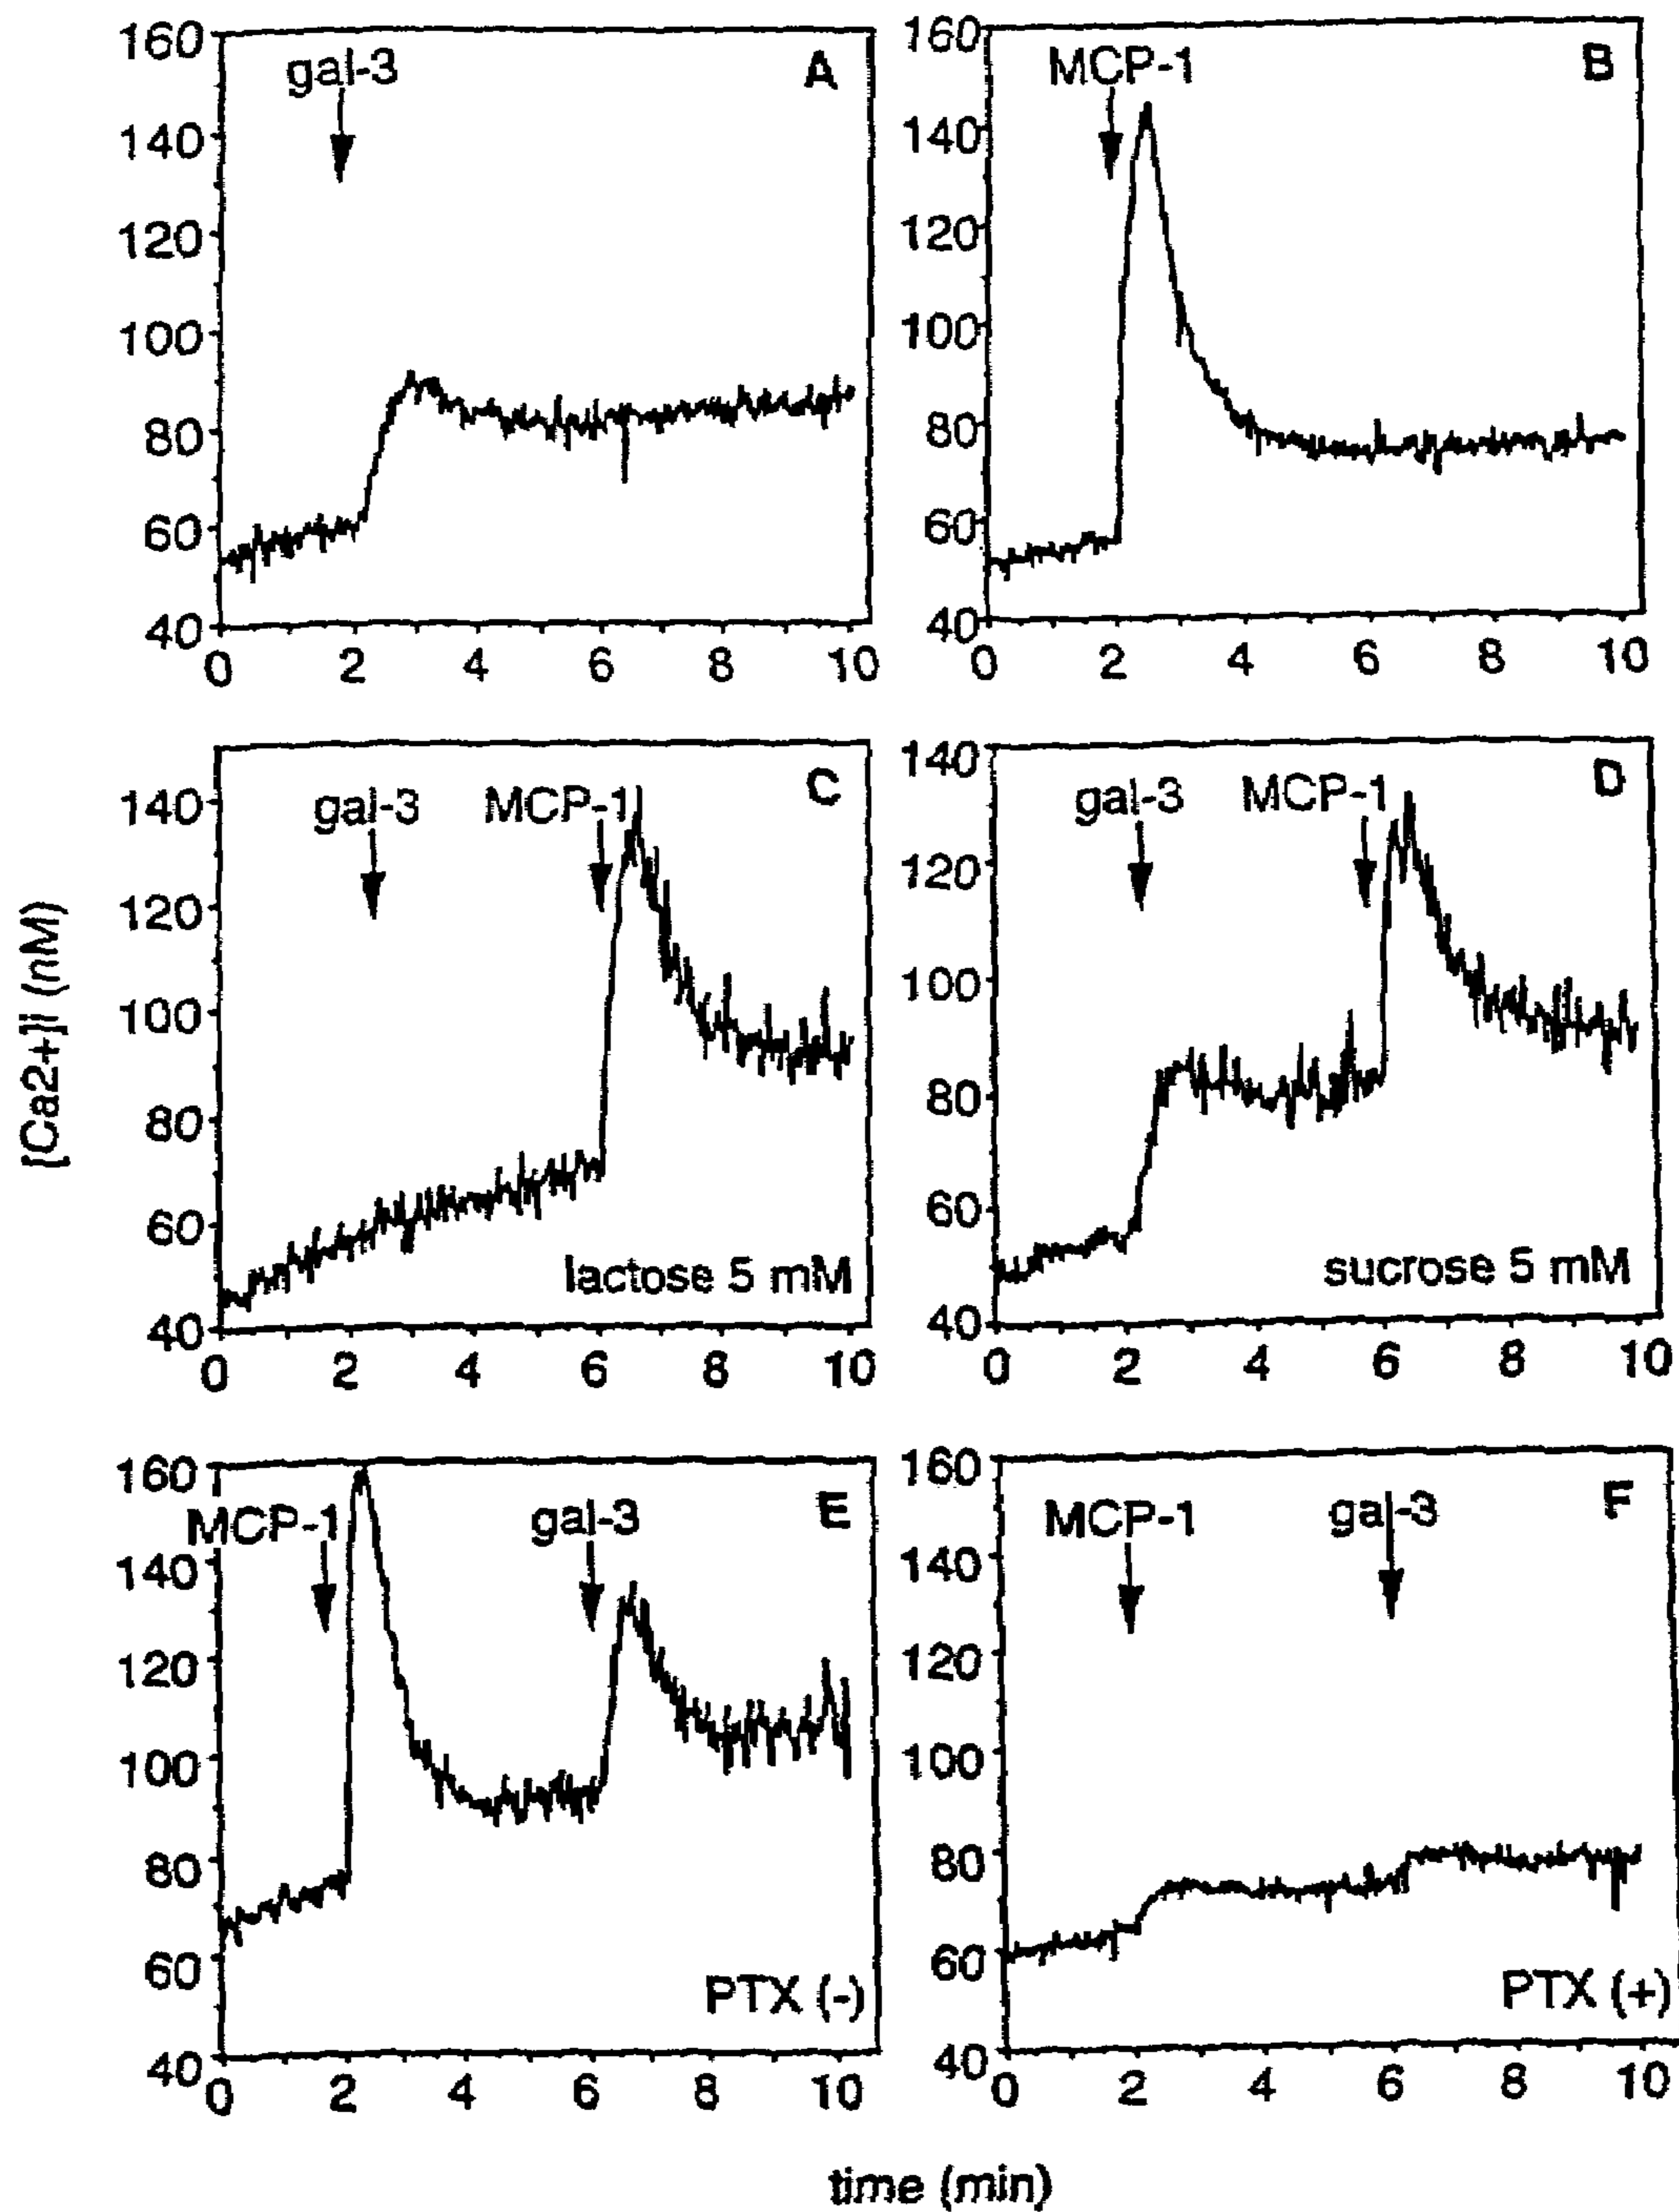 160 160
gal-3 A MCP-1 B
140 140
120 120
100 100
80 80
60 60
40 40
0 2 4 6 8 10 0 2 4 6 8 10
140
gal-3 MCP-1 C gal-3 MCP-1 D
140
120 120
[Ca2+]i (nM)
100 100
80 80
60 60
lactose 5 mM sucrose 5 mM
40 40
0 2 4 6 8 10 0 2 4 6 8 10
160 160
MCP-1 gal-3 E MCP-1 gal-3 F
140 140
120 120
100 100
80 80
60 60
PTX (-) PTX (+)
40 40
0 2 4 6 8 10 0 2 4 6 8 10
time (min)